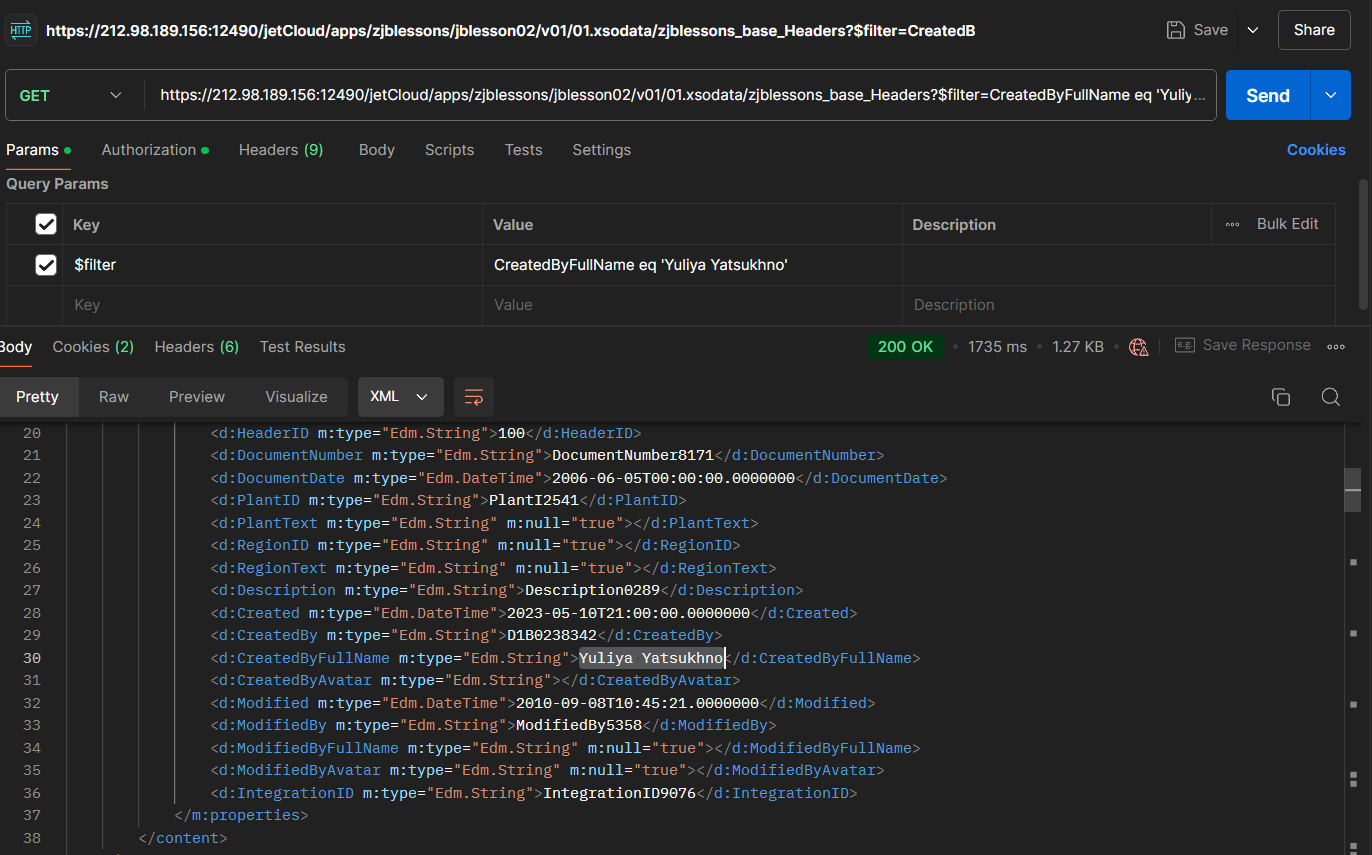 HTTP https://212.98.189.156:12490/jetCloud/apps/zjblessons/jblesson02/v01/01.xsodata/zjblessons_base_Headers?$filter=CreatedB Save Share
GET https://212.98.189.156:12490/jetCloud/apps/zjblessons/jblesson02/v01/01.xsodata/zjblessons_base_Headers?$filter=CreatedByFullName eq 'Yuliy... Send
Params Authorization Headers (9) Body Scripts Tests Settings Cookies
Query Params
Key Value Description Bulk Edit
$filter CreatedByFullName eq 'Yuliya Yatsukhno'
Key Value Description
Body Cookies (2) Headers (6) Test Results 200 OK 1735 ms 1.27 KB e.g. Save Response
Pretty Raw Preview Visualize XML
20 <d:HeaderID m:type="Edm.String">100</d:HeaderID>
21 <d:DocumentNumber m:type="Edm.String">DocumentNumber8171</d:DocumentNumber>
22 <d:DocumentDate m:type="Edm.DateTime">2006-06-05T00:00:00.0000000</d:DocumentDate>
23 <d:PlantID m:type="Edm.String">PlantI2541</d:PlantID>
24 <d:PlantText m:type="Edm.String" m:null="true"></d:PlantText>
25 <d:RegionID m:type="Edm.String" m:null="true"></d:RegionID>
26 <d:RegionText m:type="Edm.String" m:null="true"></d:RegionText>
27 <d:Description m:type="Edm.String">Description0289</d:Description>
28 <d:Created m:type="Edm.DateTime">2023-05-10T21:00:00.0000000</d:Created>
29 <d:CreatedBy m:type="Edm.String">D1B0238342</d:CreatedBy>
30 <d:CreatedByFullName m:type="Edm.String">Yuliya Yatsukhno</d:CreatedByFullName>
31 <d:CreatedByAvatar m:type="Edm.String"></d:CreatedByAvatar>
32 <d:Modified m:type="Edm.DateTime">2010-09-08T10:45:21.0000000</d:Modified>
33 <d:ModifiedBy m:type="Edm.String">ModifiedBy5358</d:ModifiedBy>
34 <d:ModifiedByFullName m:type="Edm.String" m:null="true"></d:ModifiedByFullName>
35 <d:ModifiedByAvatar m:type="Edm.String" m:null="true"></d:ModifiedByAvatar>
36 <d:IntegrationID m:type="Edm.String">IntegrationID9076</d:IntegrationID>
37 </m:properties>
38 </content>